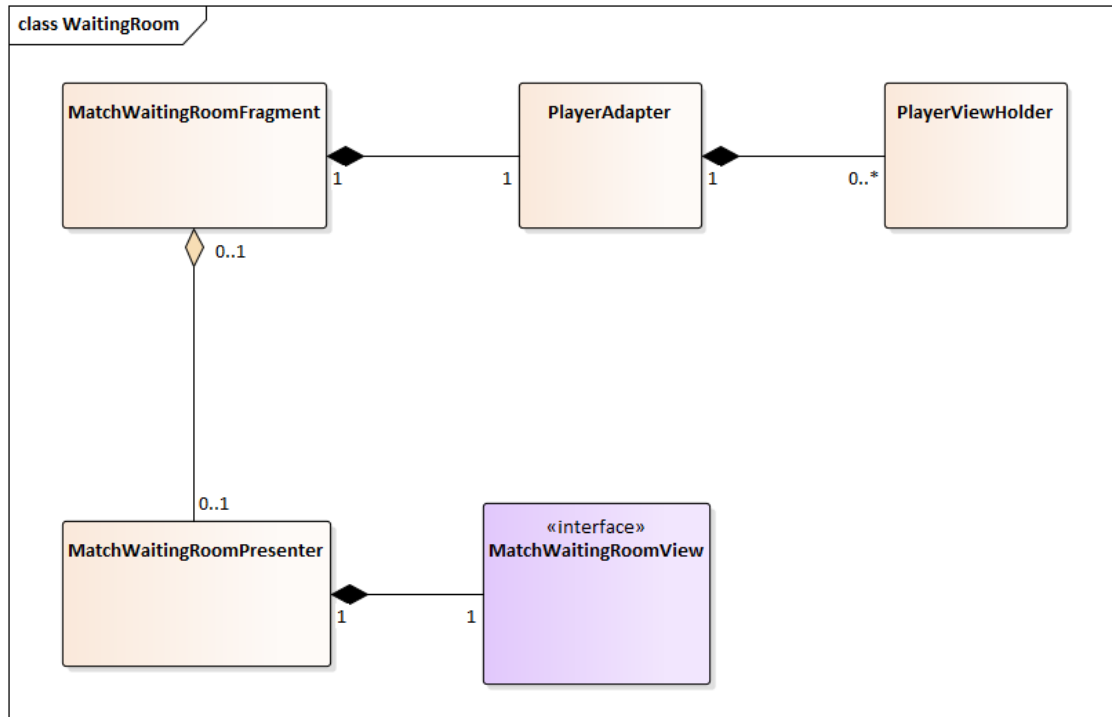 class WaitingRoom
MatchWaitingRoomFragment
PlayerAdapter
PlayerViewHolder
1
1
1
0..*
0..1
0..1
MatchWaitingRoomPresenter
«interface»
MatchWaitingRoomView
1
1